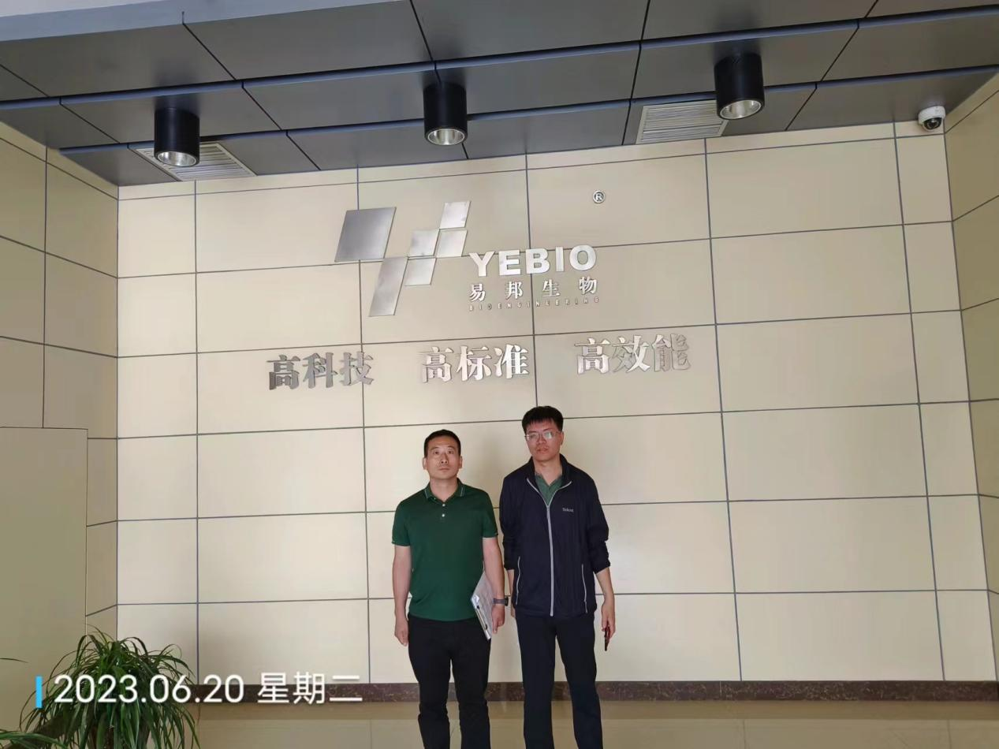 ®
YEBIO
易邦生物
BIOENGINEERING
高科技 高标准 高效能
2023.06.20 星期二